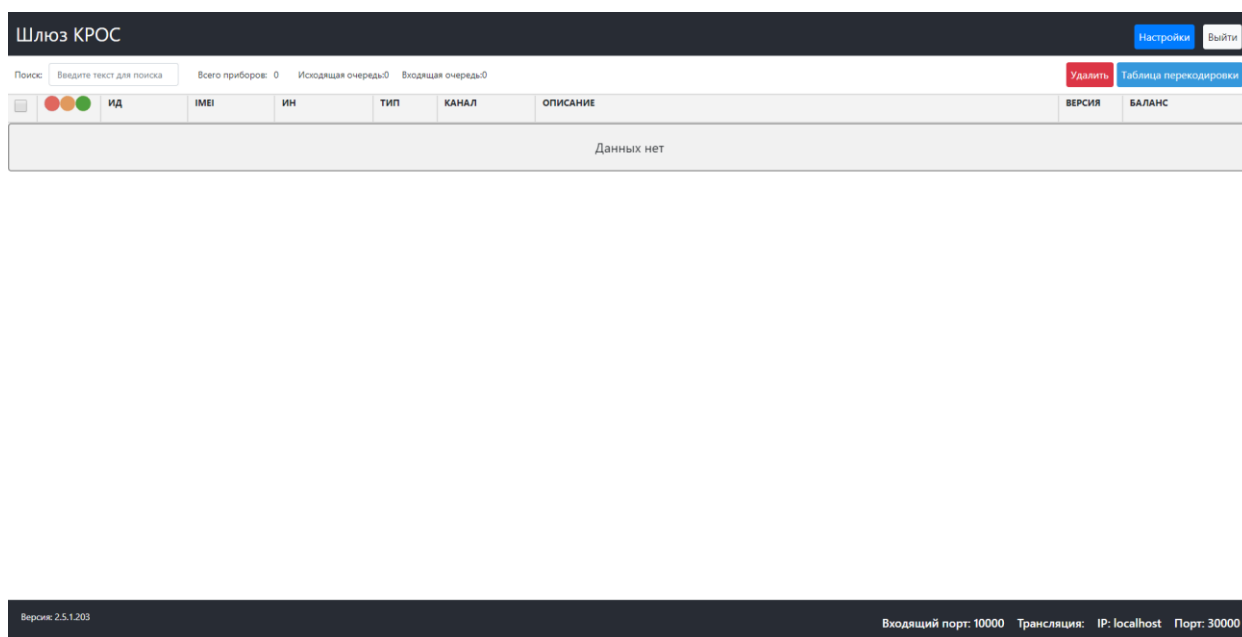 Шлюз КРОС
Настройки Выйти
Поиск: Введите текст для поиска Всего приборов: 0 Исходящая очередь:0 Входящая очередь:0 Удалить Таблица перекодировки
ИД IMEI ИН ТИП КАНАЛ ОПИСАНИЕ ВЕРСИЯ БАЛАНС
Данных нет
Версия: 2.5.1.203
Входящий порт: 10000 Трансляция: IP: localhost Порт: 30000